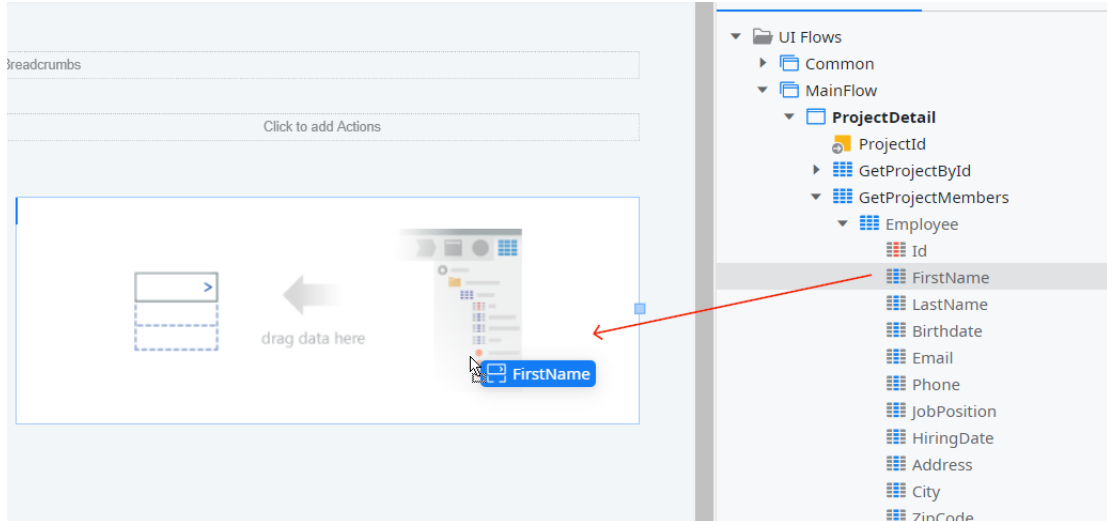 Breadcrumbs
Click to add Actions
drag data here
FirstName
UI Flows
Common
MainFlow
ProjectDetail
ProjectId
GetProjectById
GetProjectMembers
Employee
Id
FirstName
LastName
Birthdate
Email
Phone
JobPosition
HiringDate
Address
City
ZipCode